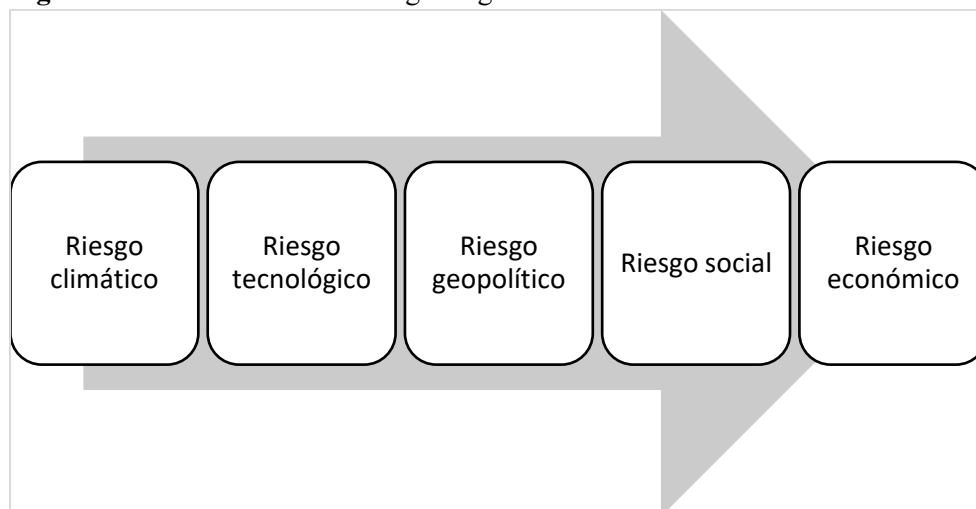 Riesgo
climático
Riesgo
tecnológico
Riesgo
geopolítico
Riesgo social
Riesgo
económico